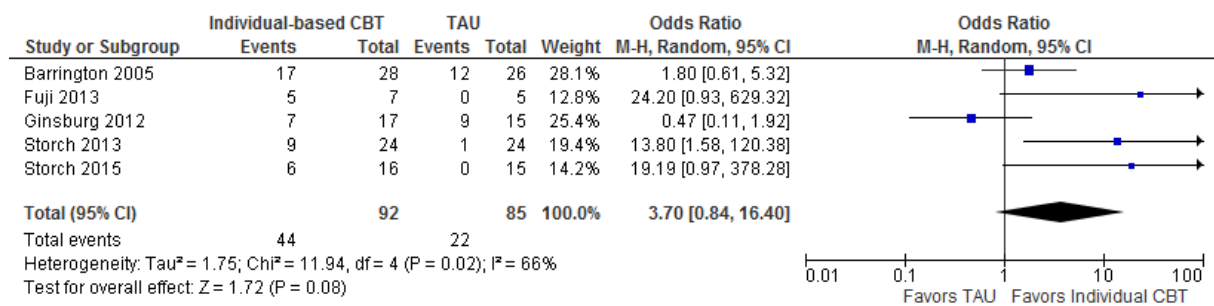 Individual-based CBT TAU Odds Ratio Odds Ratio
Study or Subgroup Events Total Events Total Weight M-H, Random, 95% CI M-H, Random, 95% CI
Barrington 2005 17 28 12 26 28.1% 1.80 [0.61, 5.32]
Fuji 2013 5 7 0 5 12.8% 24.20 [0.93, 629.32]
Ginsburg 2012 7 17 9 15 25.4% 0.47 [0.11, 1.92]
Storch 2013 9 24 1 24 19.4% 13.80 [1.58, 120.38]
Storch 2015 6 16 0 15 14.2% 19.19 [0.97, 378.28]
Total (95% CI) 92 85 100.0% 3.70 [0.84, 16.40]
Total events 44 22
Heterogeneity: Tau² = 1.75; Chi² = 11.94, df = 4 (P = 0.02); I² = 66%
Test for overall effect: Z = 1.72 (P = 0.08)
0.01 0.1 1 10 100
Favors TAU Favors Individual CBT